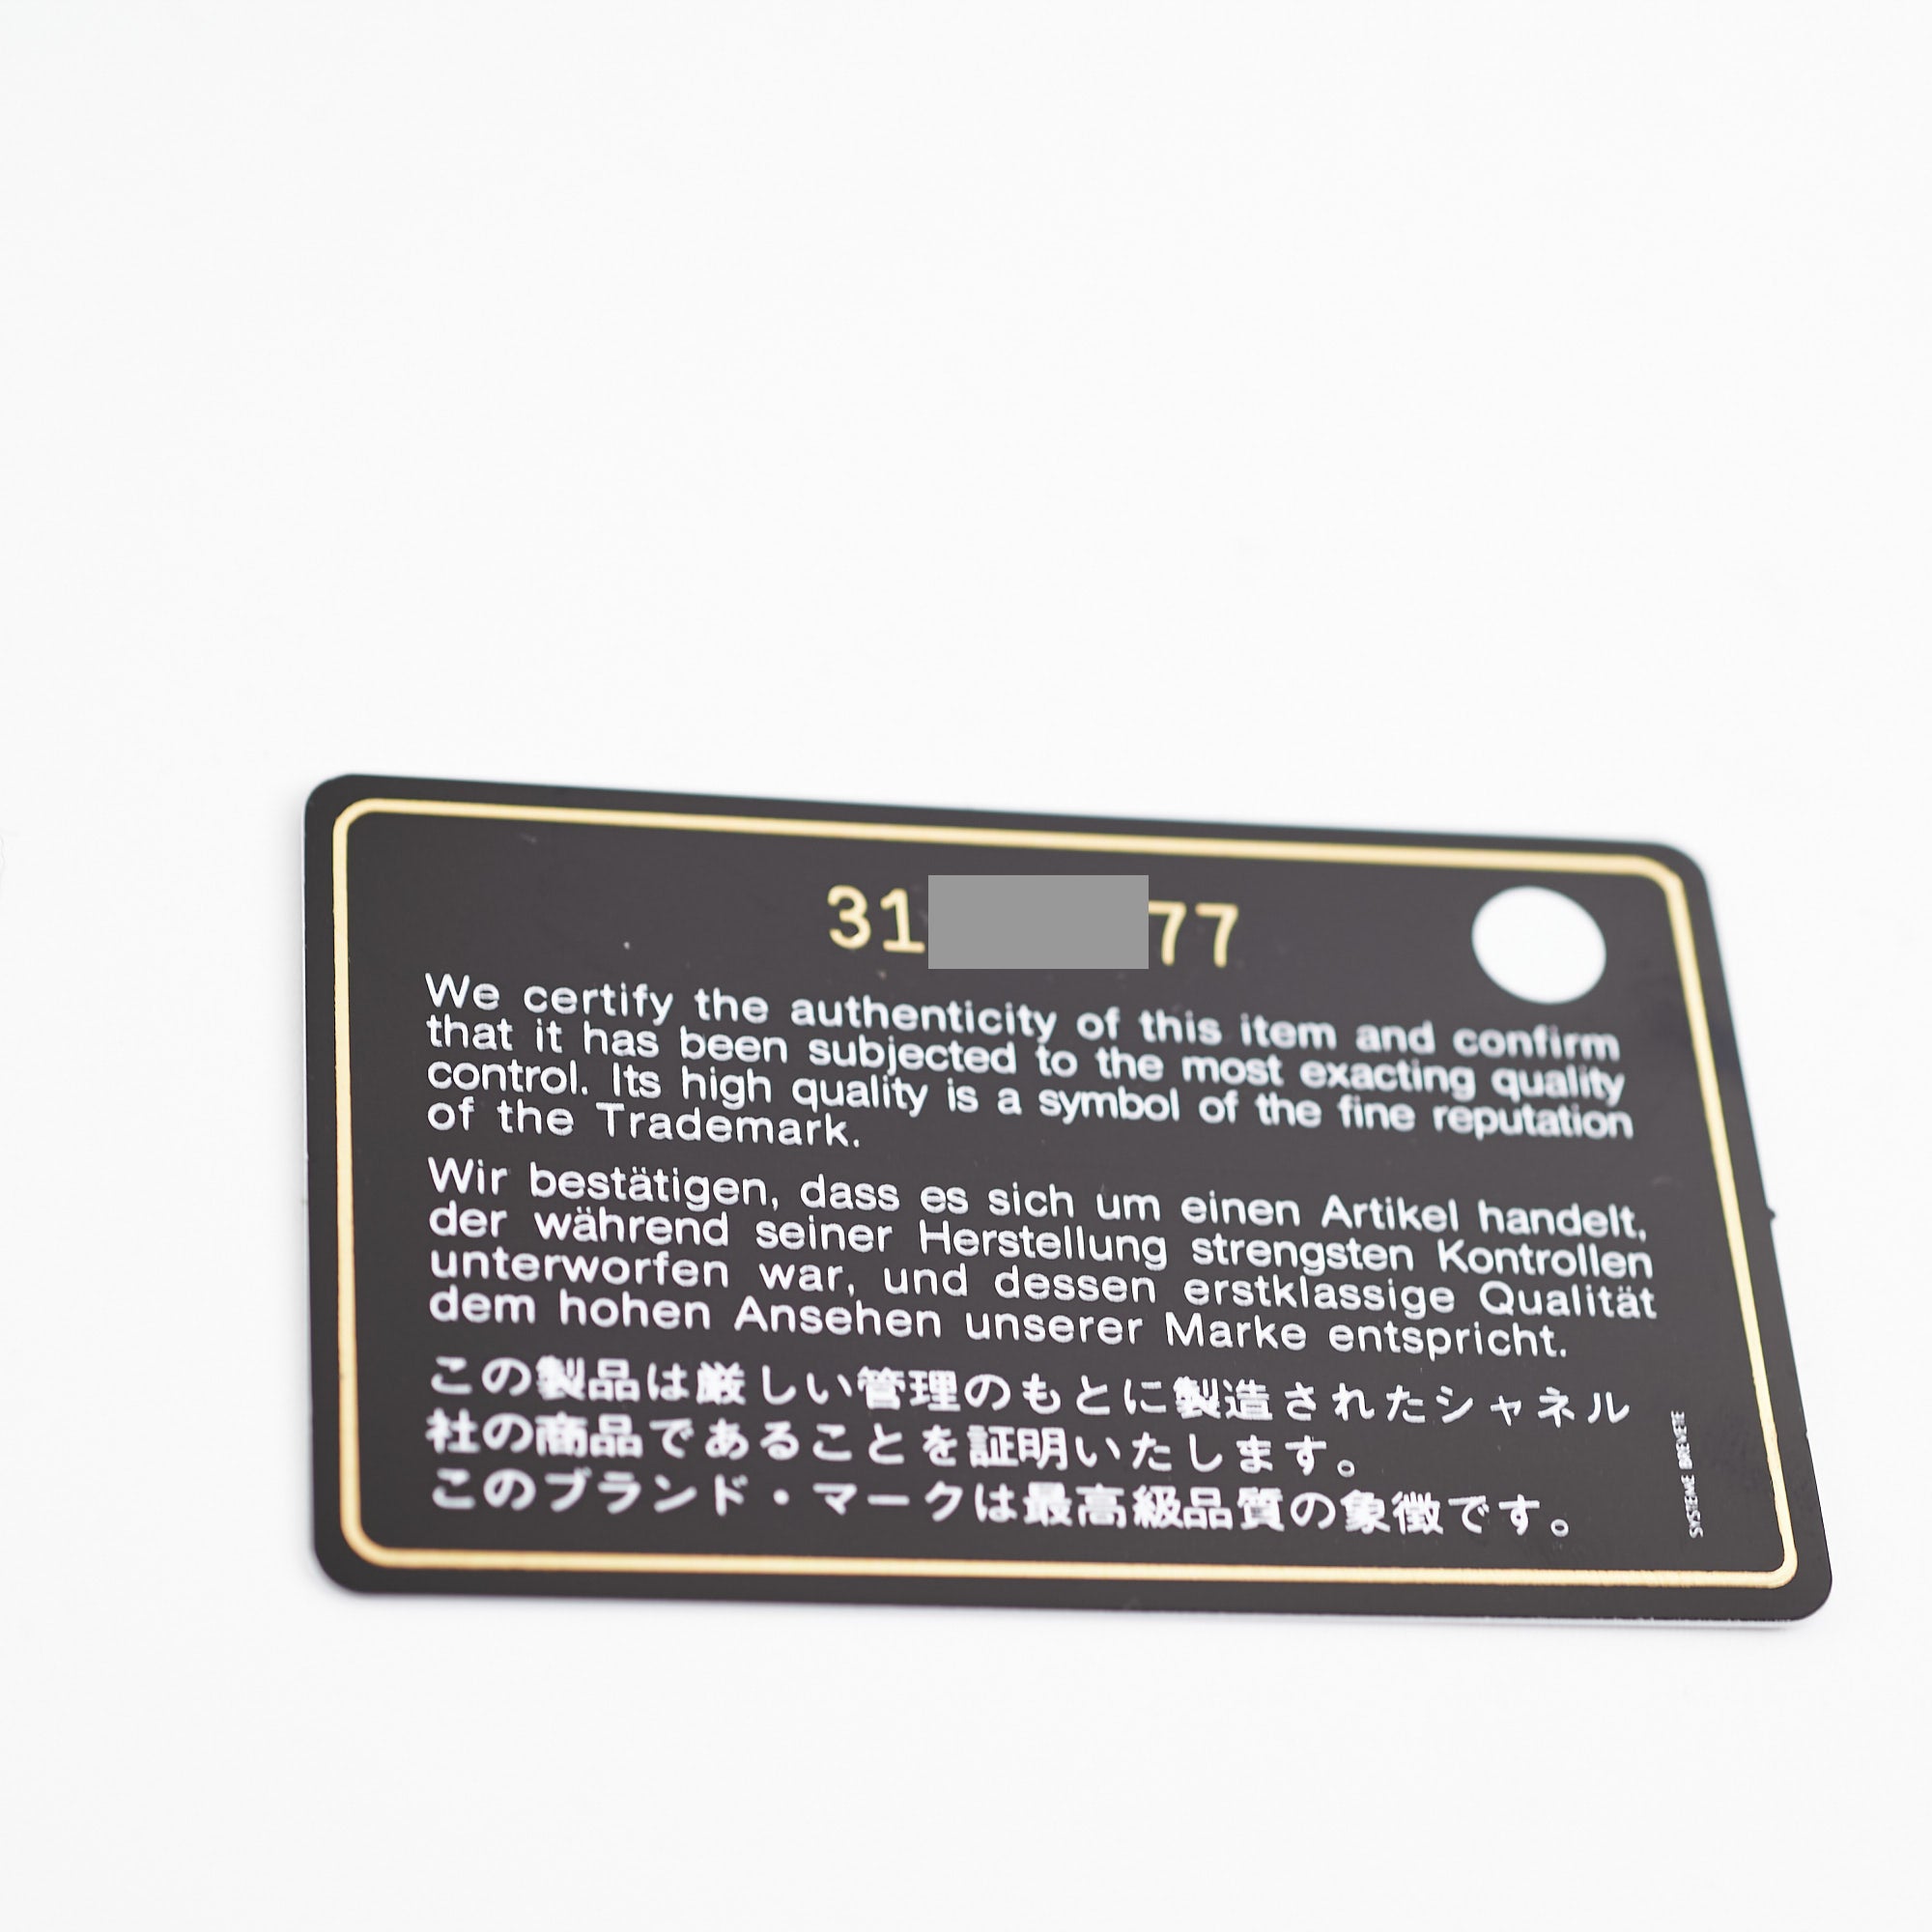 31 77
We certify the authenticity of this item and confirm
that it has been subjected to the most exacting quality
control. Its high quality is a symbol of the fine reputation
of the Trademark.
Wir bestätigen, dass es sich um einen Artikel handelt,
der während seiner Herstellung strengsten Kontrollen
unterworfen war, und dessen erstklassige Qualität
dem hohen Ansehen unserer Marke entspricht.
この製品は厳しい管理のもとに製造されたシャネル
社の商品であることを証明いたします。
このブランド・マークは最高級品質の象徴です。
SYSTEME BREVETE